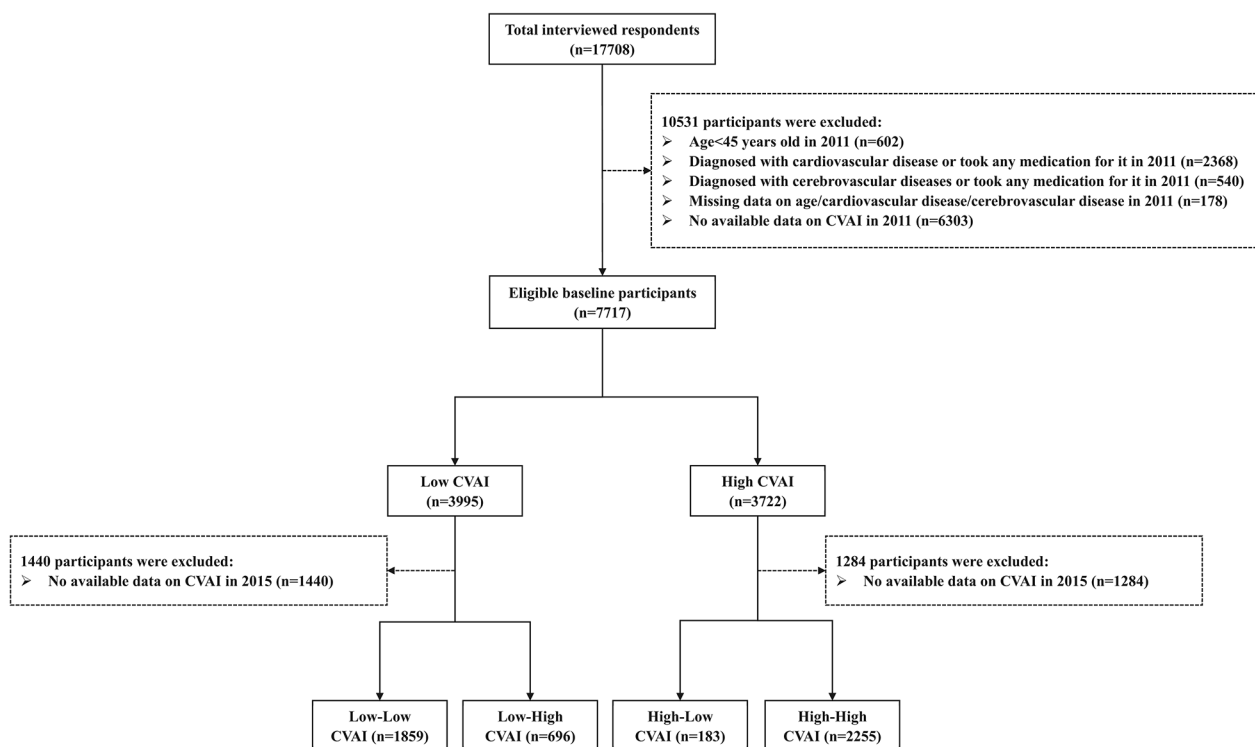 Total interviewed respondents
(n=17708)
10531 participants were excluded:
➢ Age<45 years old in 2011 (n=602)
➢ Diagnosed with cardiovascular disease or took any medication for it in 2011 (n=2368)
➢ Diagnosed with cerebrovascular diseases or took any medication for it in 2011 (n=540)
➢ Missing data on age/cardiovascular disease/cerebrovascular disease in 2011 (n=178)
➢ No available data on CVAI in 2011 (n=6303)
Eligible baseline participants
(n=7717)
Low CVAI
(n=3995)
High CVAI
(n=3722)
1440 participants were excluded:
➢ No available data on CVAI in 2015 (n=1440)
1284 participants were excluded:
➢ No available data on CVAI in 2015 (n=1284)
Low-Low
CVAI (n=1859)
Low-High
CVAI (n=696)
High-Low
CVAI (n=183)
High-High
CVAI (n=2255)